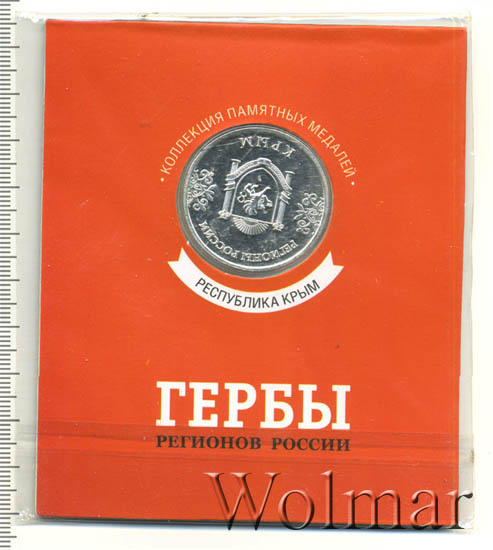 · КОЛЛЕКЦИЯ ПАМЯТНЫХ МЕДАЛЕЙ ·
КРЫМ
РЕГИОНЫ РОССИИ
РЕСПУБЛИКА КРЫМ
ГЕРБЫ
РЕГИОНОВ РОССИИ
Wolmar